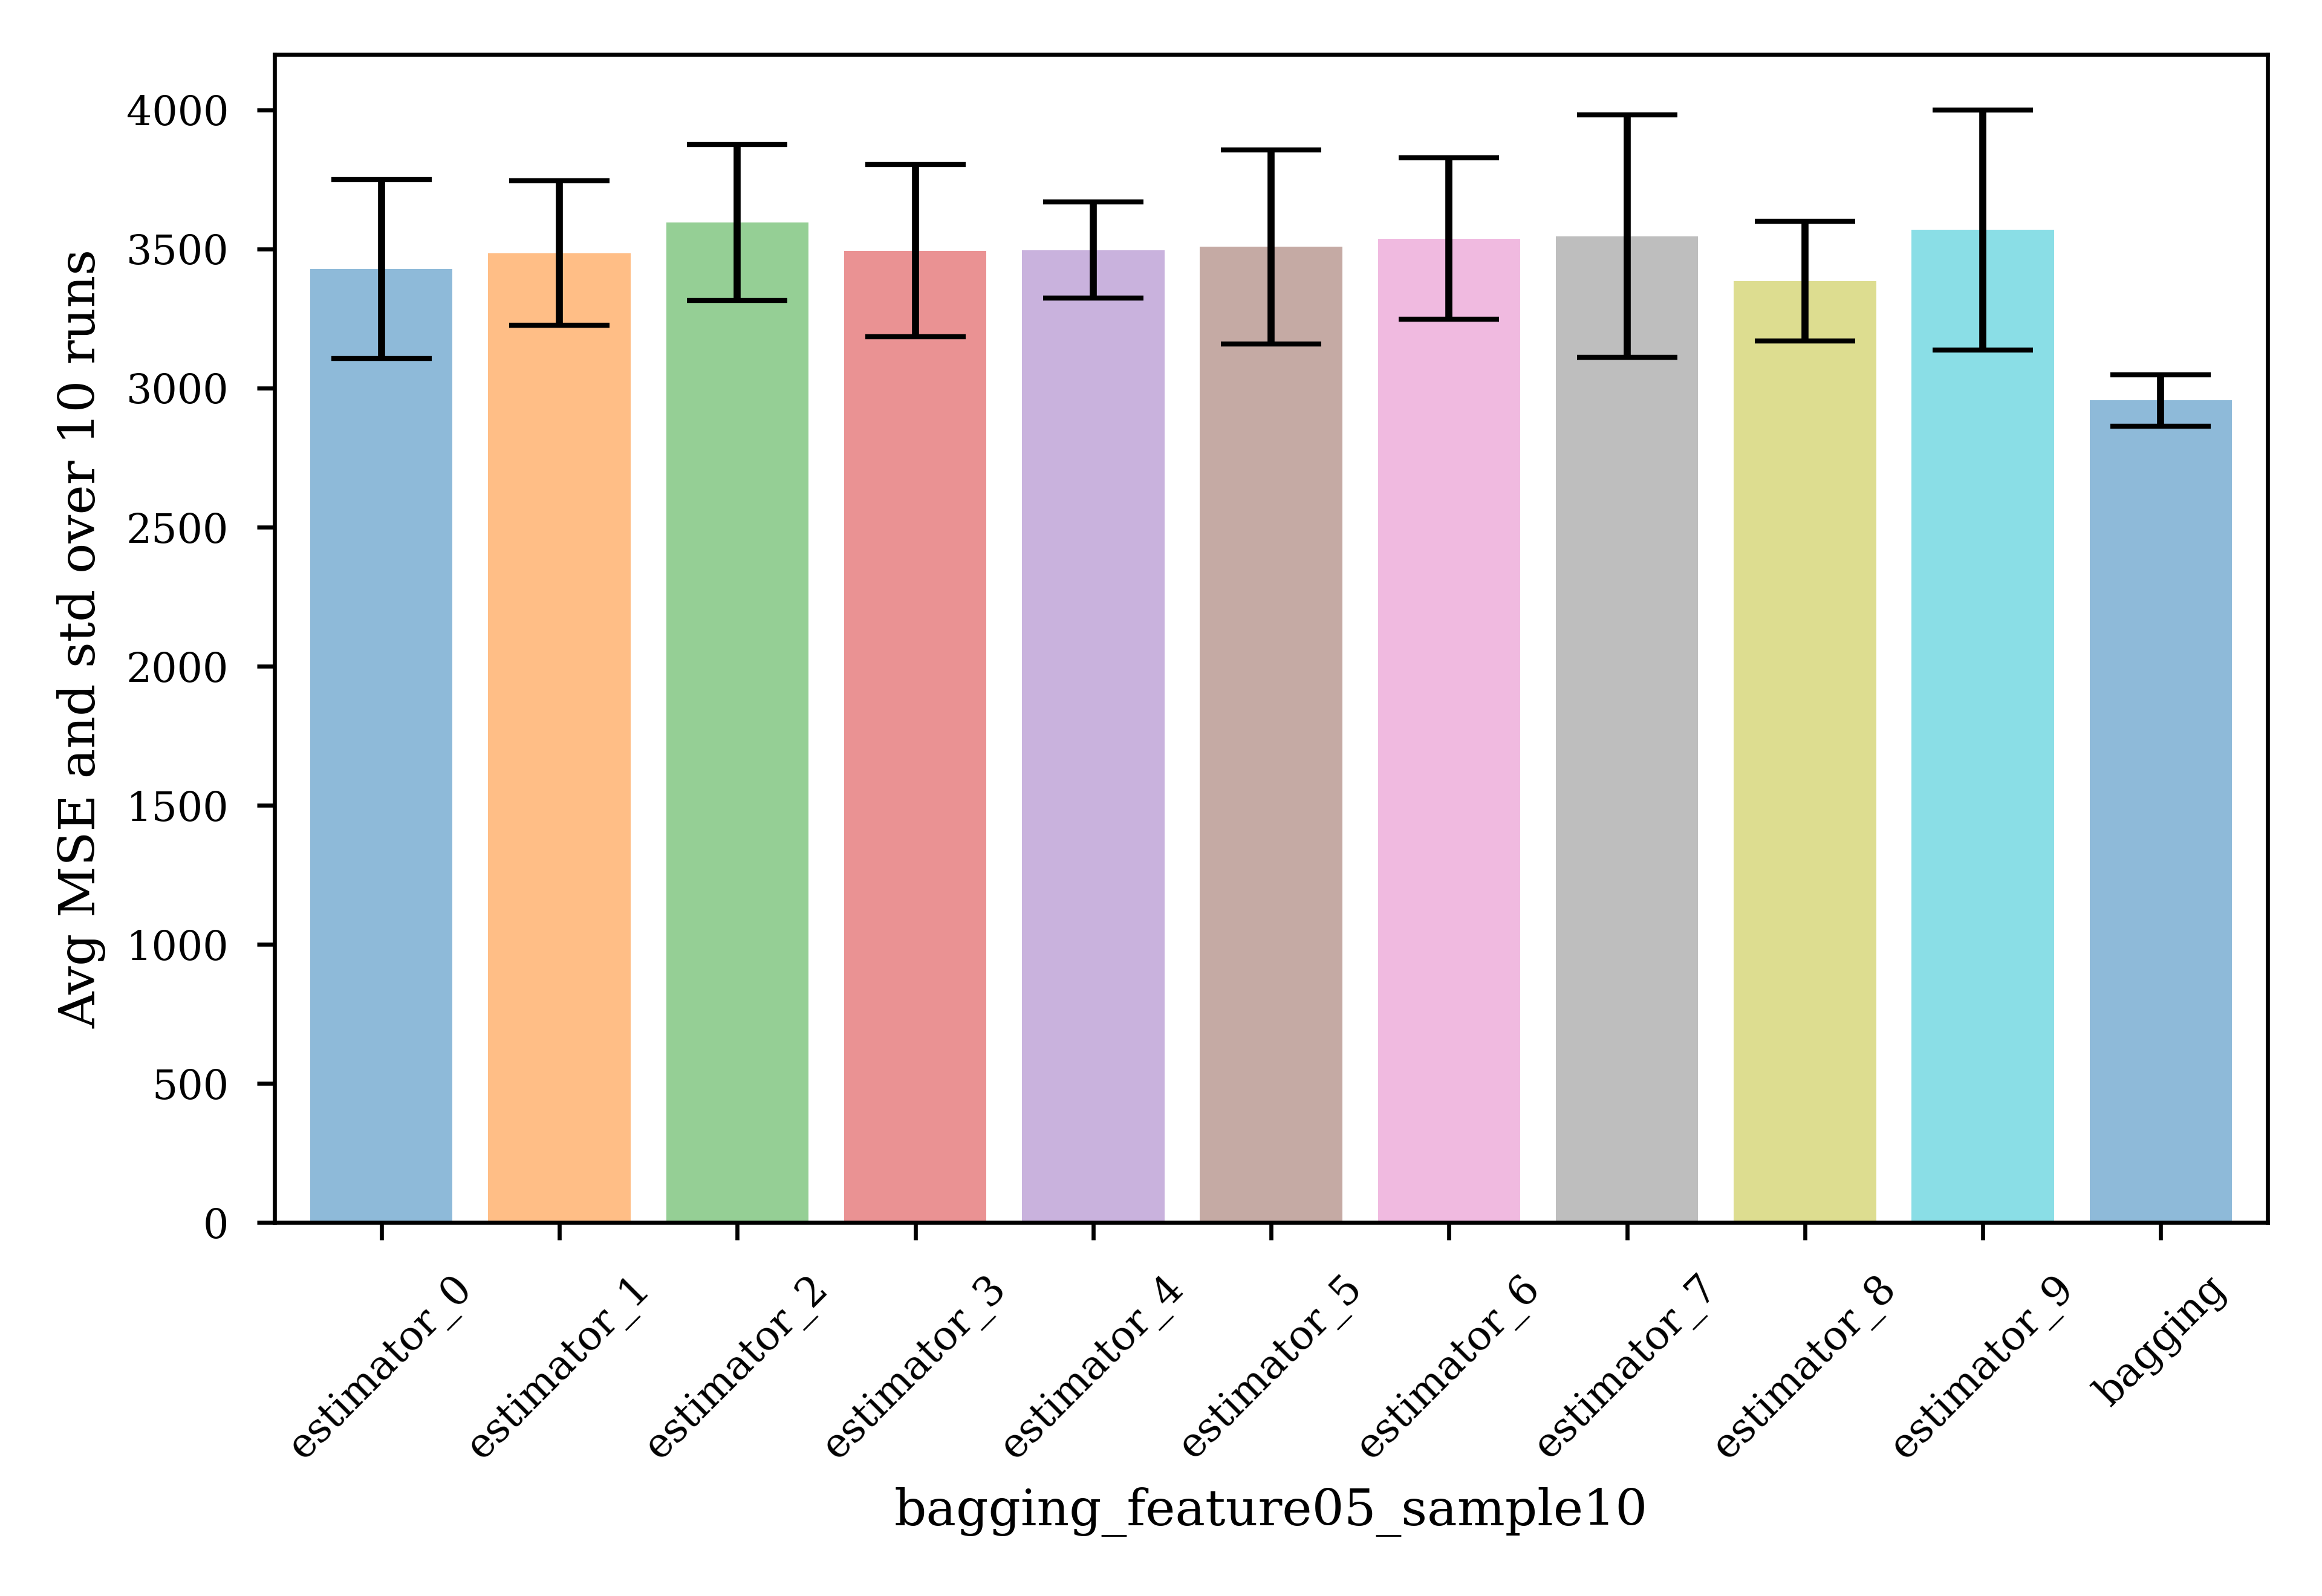 Avg MSE and std over 10 runs
4000
3500
3000
2500
2000
1500
1000
500
0
estimator_0
estimator_1
estimator_2
estimator_3
estimator_4
estimator_5
estimator_6
estimator_7
estimator_8
estimator_9
bagging
bagging_feature05_sample10